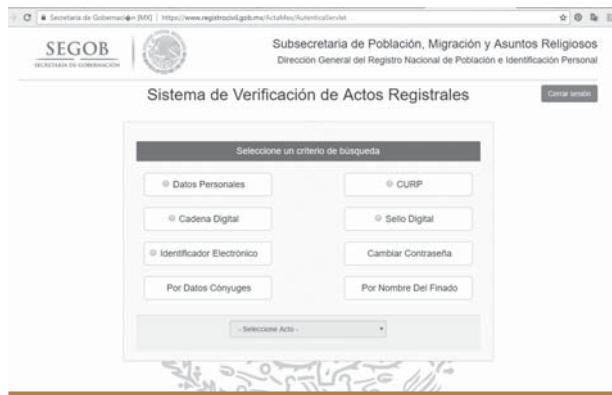 Secretaría de Gobernación [MX] | https://www.registrocivil.gob.mx/ActaMex/AutenticaServlet
SEGOB
SECRETARÍA DE GOBERNACIÓN
Subsecretaria de Población, Migración y Asuntos Religiosos
Dirección General del Registro Nacional de Población e Identificación Personal
Sistema de Verificación de Actos Registrales
Cerrar sesión
Seleccione un criterio de búsqueda
Datos Personales
CURP
Cadena Digital
Sello Digital
Identificador Electrónico
Cambiar Contraseña
Por Datos Cónyuges
Por Nombre Del Finado
- Seleccione Acto -